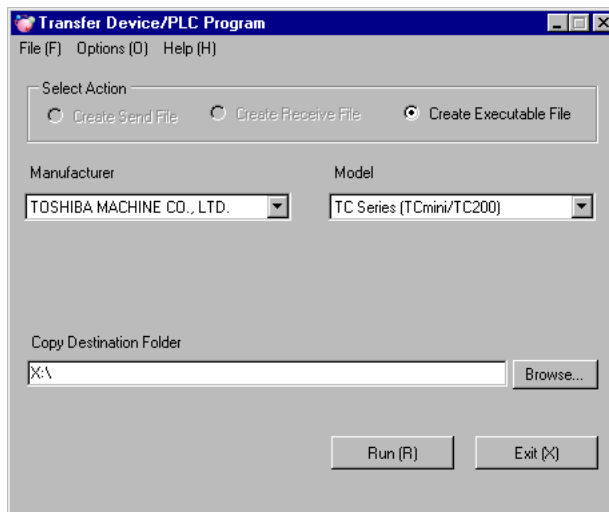 Transfer Device/PLC Program
File (F) Options (O) Help (H)
Select Action
Create Send File Create Receive File Create Executable File
Manufacturer Model
TOSHIBA MACHINE CO., LTD. TC Series (TCmini/TC200)
Copy Destination Folder
X:\ Browse...
Run (R) Exit (X)